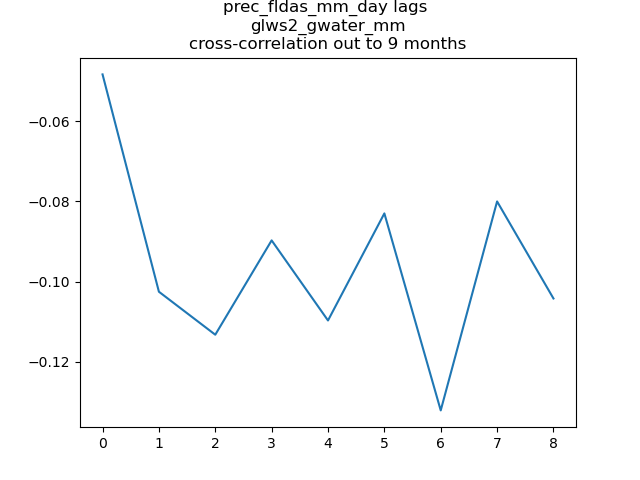 prec_fldas_mm_day lags
glws2_gwater_mm
cross-correlation out to 9 months
−0.06
−0.08
−0.10
−0.12
0 1 2 3 4 5 6 7 8